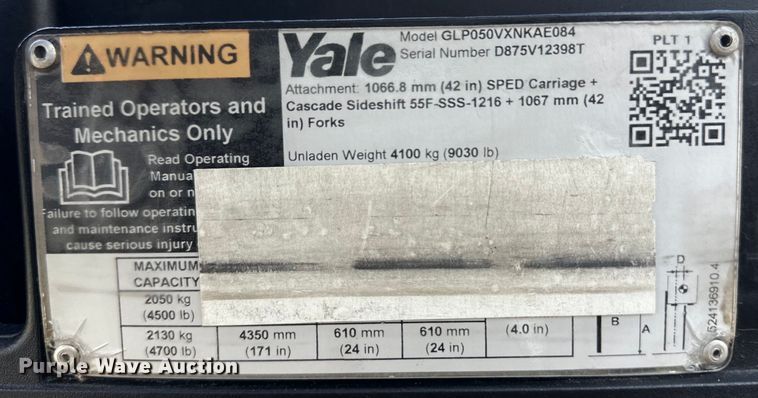 WARNING
Trained Operators and
Mechanics Only
Read Operating
Manua
on or n
Failure to follow operatin
and maintenance instru
cause serious injury
Yale
Model GLP050VXNKAE084
Serial Number D875V12398T
Attachment: 1066.8 mm (42 in) SPED Carriage +
Cascade Sideshift 55F-SSS-1216 + 1067 mm (42
in) Forks
Unladen Weight 4100 kg (9030 lb)
PLT 1
MAXIMUM
CAPACITY
2050 kg
(4500 lb)
2130 kg 4350 mm 610 mm 610 mm
(4700 lb) (171 in) (24 in) (24 in) (4.0 in)
D
B
A
524136910.4
Purple Wave Auction